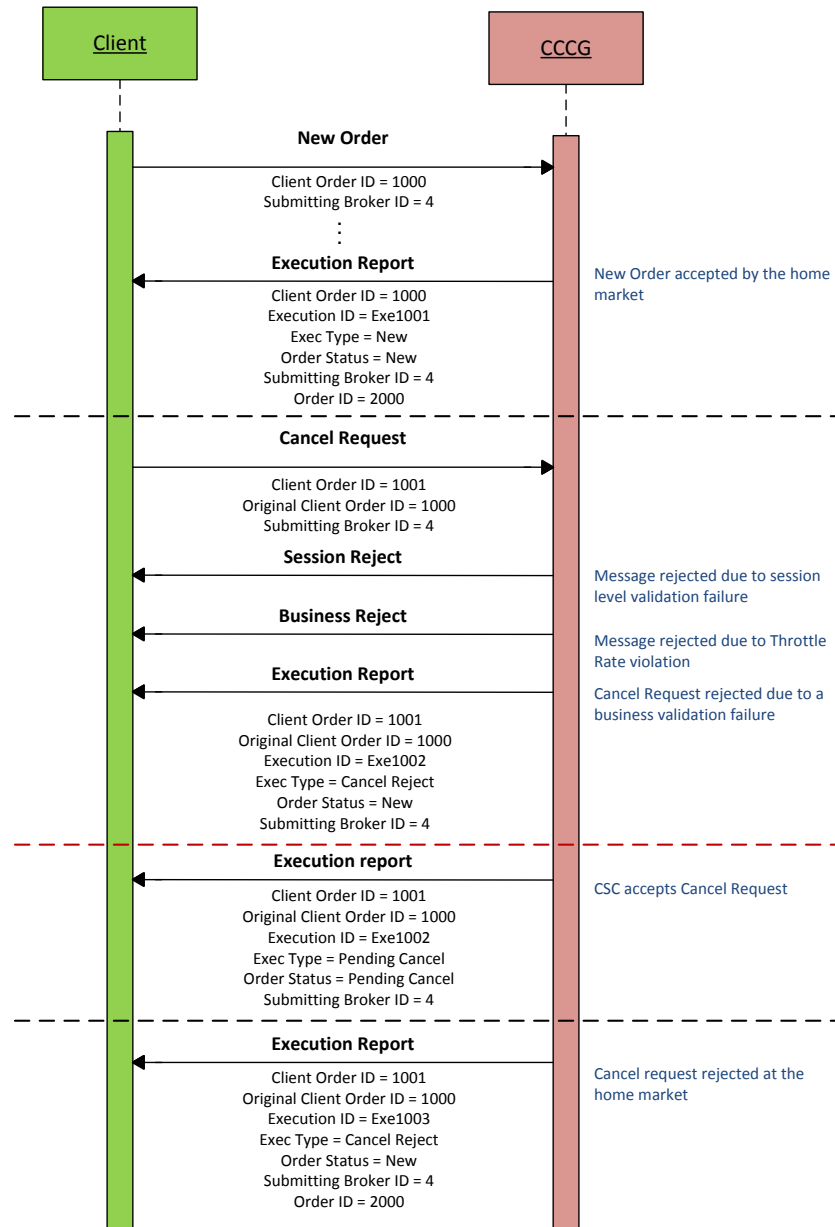 Client
CCCG
New Order
Client Order ID = 1000
Submitting Broker ID = 4
Execution Report
New Order accepted by the home
market
Client Order ID = 1000
Execution ID = Exe1001
Exec Type = New
Order Status = New
Submitting Broker ID = 4
Order ID = 2000
Cancel Request
Client Order ID = 1001
Original Client Order ID = 1000
Submitting Broker ID = 4
Session Reject
Message rejected due to session
level validation failure
Business Reject
Message rejected due to Throttle
Rate violation
Execution Report
Cancel Request rejected due to a
business validation failure
Client Order ID = 1001
Original Client Order ID = 1000
Execution ID = Exe1002
Exec Type = Cancel Reject
Order Status = New
Submitting Broker ID = 4
Execution report
CSC accepts Cancel Request
Client Order ID = 1001
Original Client Order ID = 1000
Execution ID = Exe1002
Exec Type = Pending Cancel
Order Status = Pending Cancel
Submitting Broker ID = 4
Execution Report
Cancel request rejected at the
home market
Client Order ID = 1001
Original Client Order ID = 1000
Execution ID = Exe1003
Exec Type = Cancel Reject
Order Status = New
Submitting Broker ID = 4
Order ID = 2000